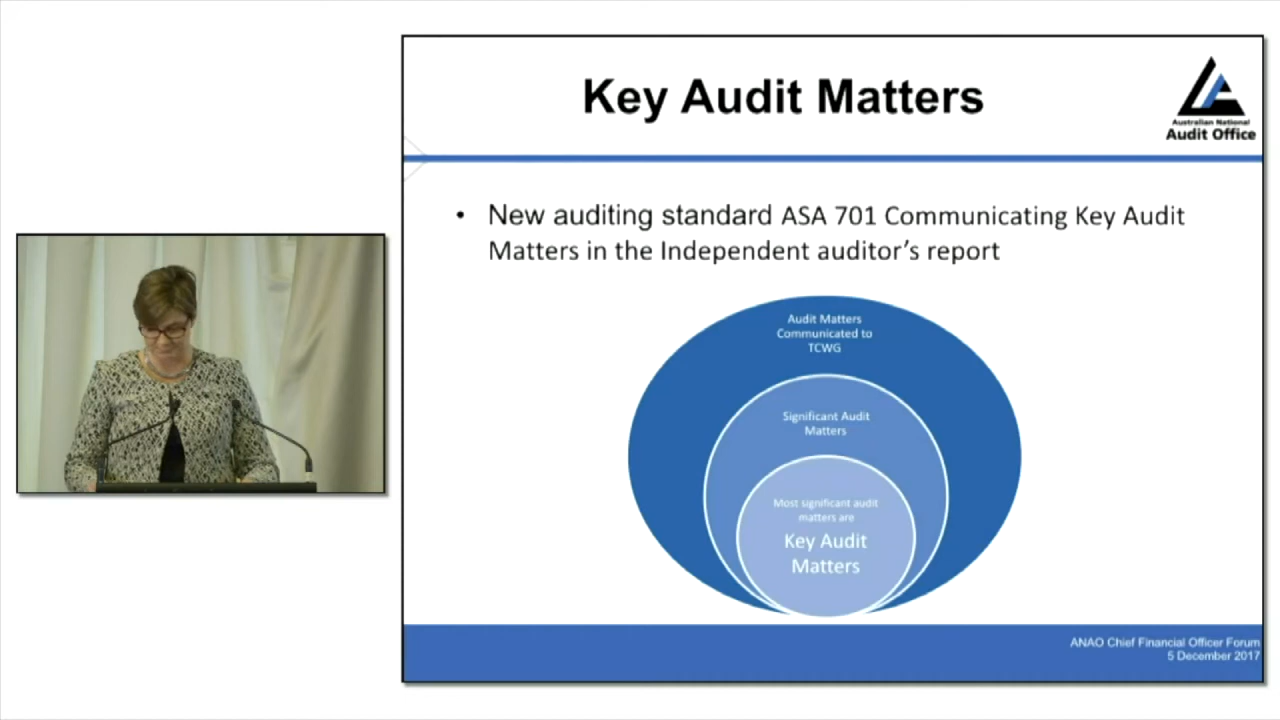 Key Audit Matters
Australian National
Audit Office
• New auditing standard ASA 701 Communicating Key Audit
Matters in the Independent auditor’s report
Audit Matters
Communicated to
TCWG
Significant Audit
Matters
Most significant audit
matters are
Key Audit
Matters
ANAO Chief Financial Officer Forum
5 December 2017